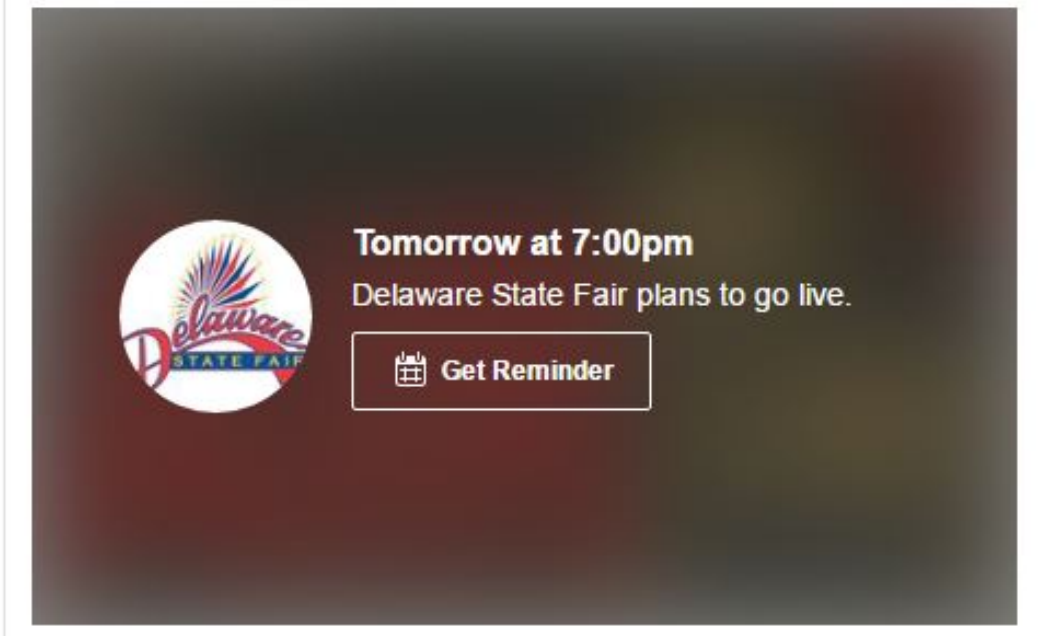 Delaware
STATE FAIR
Tomorrow at 7:00pm
Delaware State Fair plans to go live.
Get Reminder